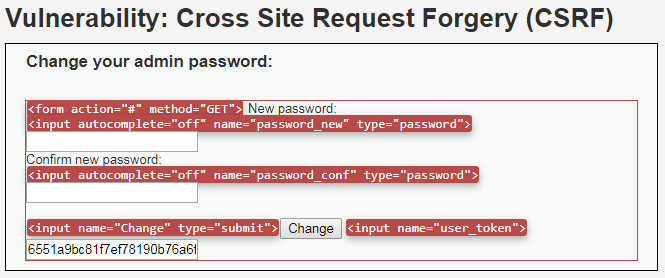 Vulnerability: Cross Site Request Forgery (CSRF)
Change your admin password:
<form action="#" method="GET"> New password:
<input autocomplete="off" name="password_new" type="password">
Confirm new password:
<input autocomplete="off" name="password_conf" type="password">
<input name="Change" type="submit"> Change <input name="user_token">
6551a9bc81f7ef78190b76a6f